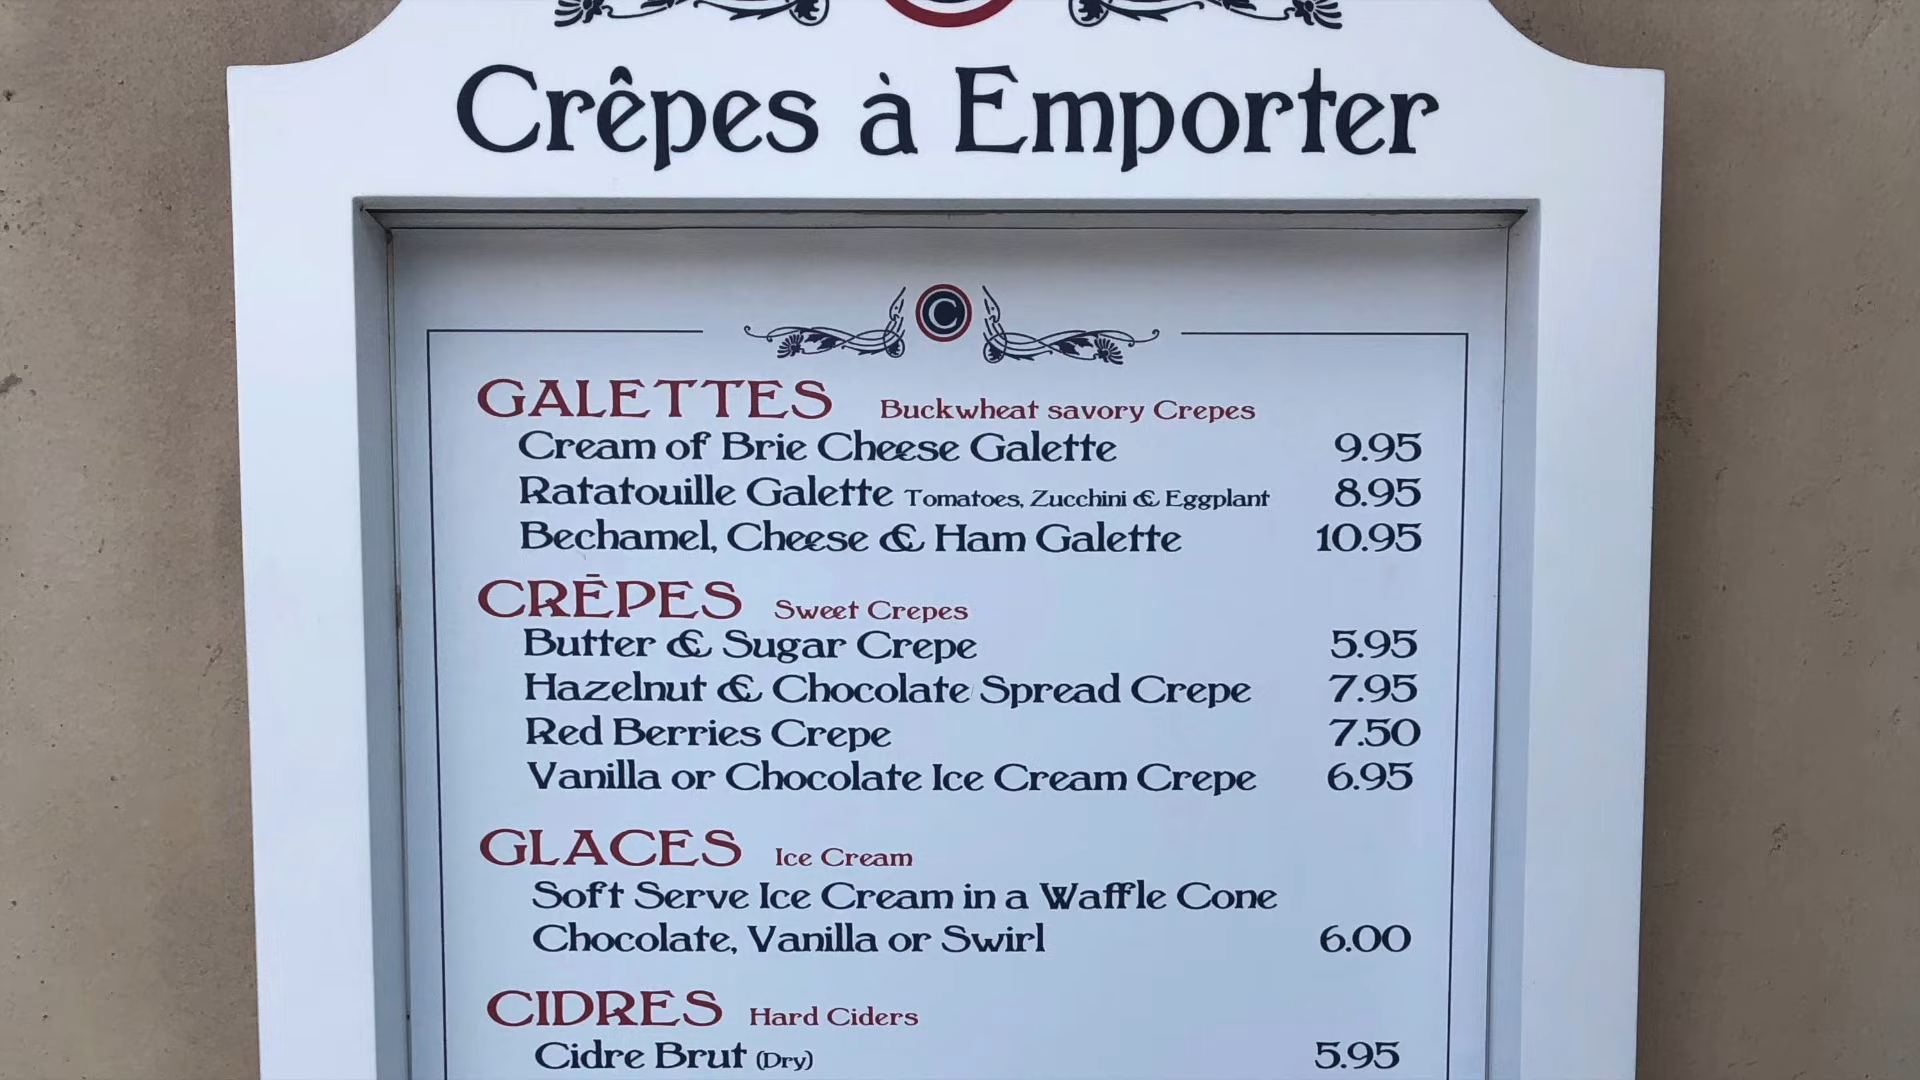 Crêpes à Emporter
C
GALETTES Buckwheat savory Crepes
Cream of Brie Cheese Galette 9.95
Ratatouille Galette Tomatoes, Zucchini & Eggplant 8.95
Bechamel, Cheese & Ham Galette 10.95
CRÊPES Sweet Crepes
Butter & Sugar Crepe 5.95
Hazelnut & Chocolate Spread Crepe 7.95
Red Berries Crepe 7.50
Vanilla or Chocolate Ice Cream Crepe 6.95
GLACES Ice Cream
Soft Serve Ice Cream in a Waffle Cone
Chocolate, Vanilla or Swirl 6.00
CIDRES Hard Ciders
Cidre Brut (Dry) 5.95